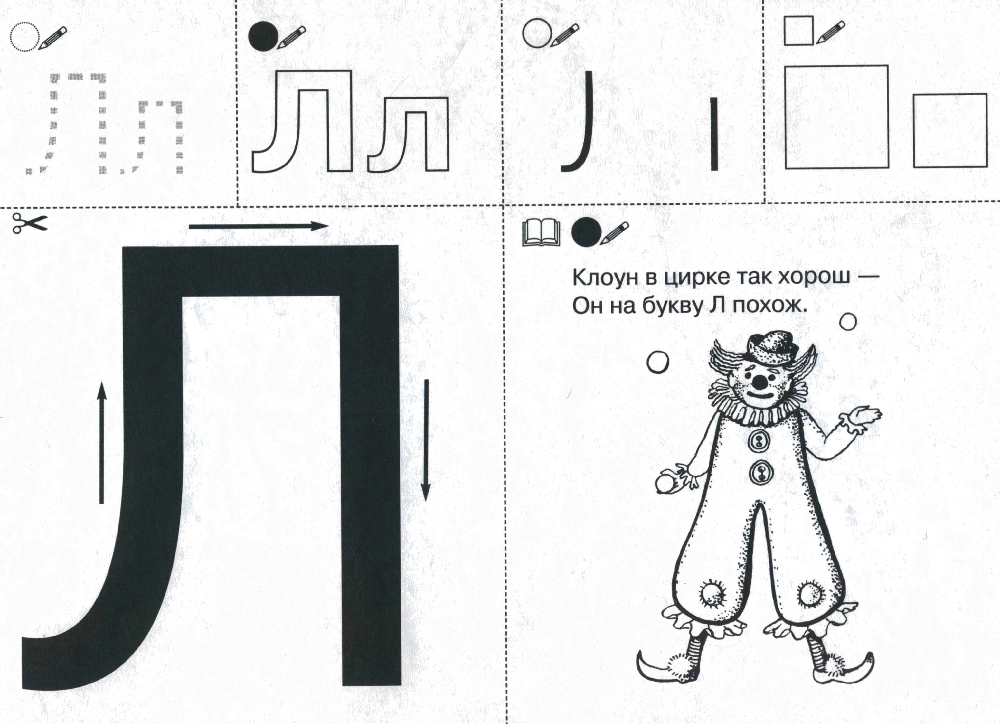 Лл
Лл
Л
Клоун в цирке так хорош —
Он на букву Л похож.